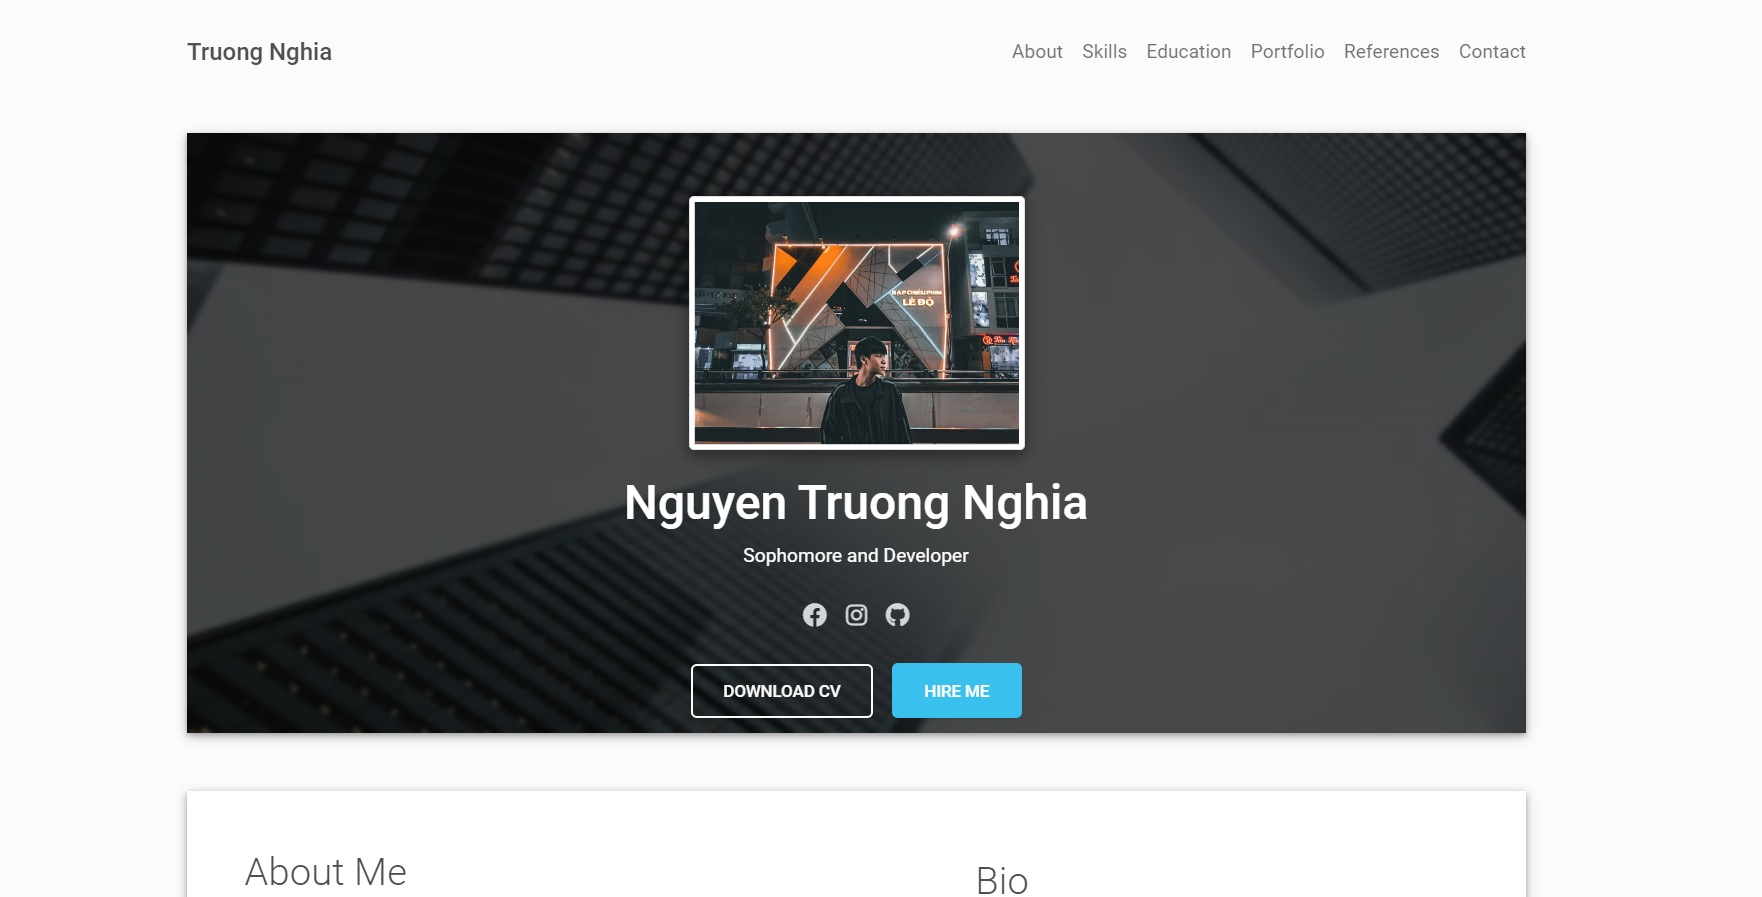 Truong Nghia
About Skills Education Portfolio References Contact
RẠP CHIẾU PHIM
LÊ ĐỘ
Nguyen Truong Nghia
Sophomore and Developer
DOWNLOAD CV
HIRE ME
About Me
Bio